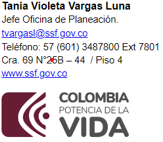 Tania Violeta Vargas Luna
Jefe Oficina de Planeación.
tvargasl@ssf.gov.co
Teléfono: 57 (601) 3487800 Ext 7801
Cra. 69 N°25B – 44 / Piso 4
www.ssf.gov.co
COLOMBIA
POTENCIA DE LA
VIDA